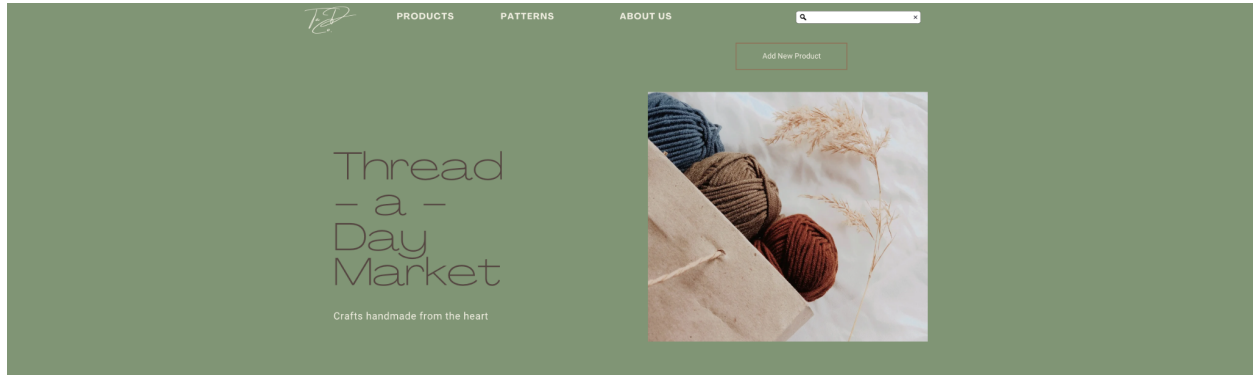 PRODUCTS PATTERNS ABOUT US
Add New Product
Thread
- a -
Day
Market
Crafts handmade from the heart